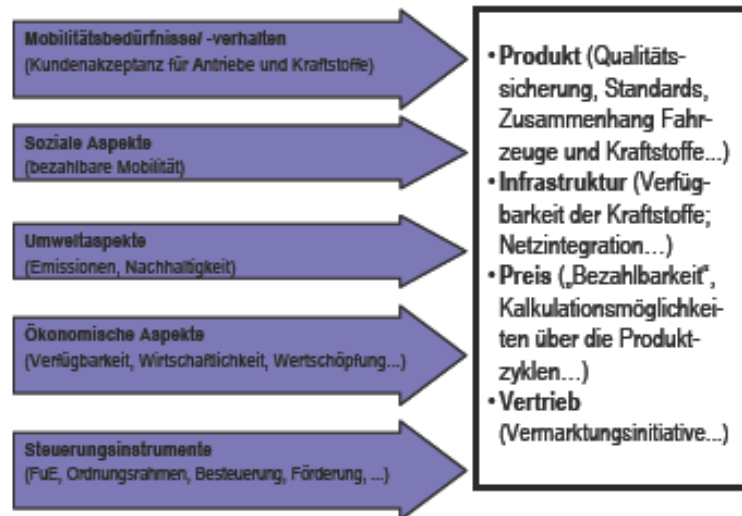 Mobilitätsbedürfnisse/ -verhalten
(Kundenakzeptanz für Antriebe und Kraftstoffe)
Soziale Aspekte
(bezahlbare Mobilität)
Umweltaspekte
(Emissionen, Nachhaltigkeit)
Ökonomische Aspekte
(Verfügbarkeit, Wirtschaftlichkeit, Wertschöpfung...)
Steuerungsinstrumente
(FuE, Ordnungsrahmen, Besteuerung, Förderung, ...)
• Produkt (Qualitäts-
sicherung, Standards,
Zusammenhang Fahr-
zeuge und Kraftstoffe...)
• Infrastruktur (Verfüg-
barkeit der Kraftstoffe;
Netzintegration...)
• Preis („Bezahlbarkeit“,
Kalkulationsmöglichkei-
ten über die Produkt-
zyklen...)
• Vertrieb
(Vermarktungsinitiative...)